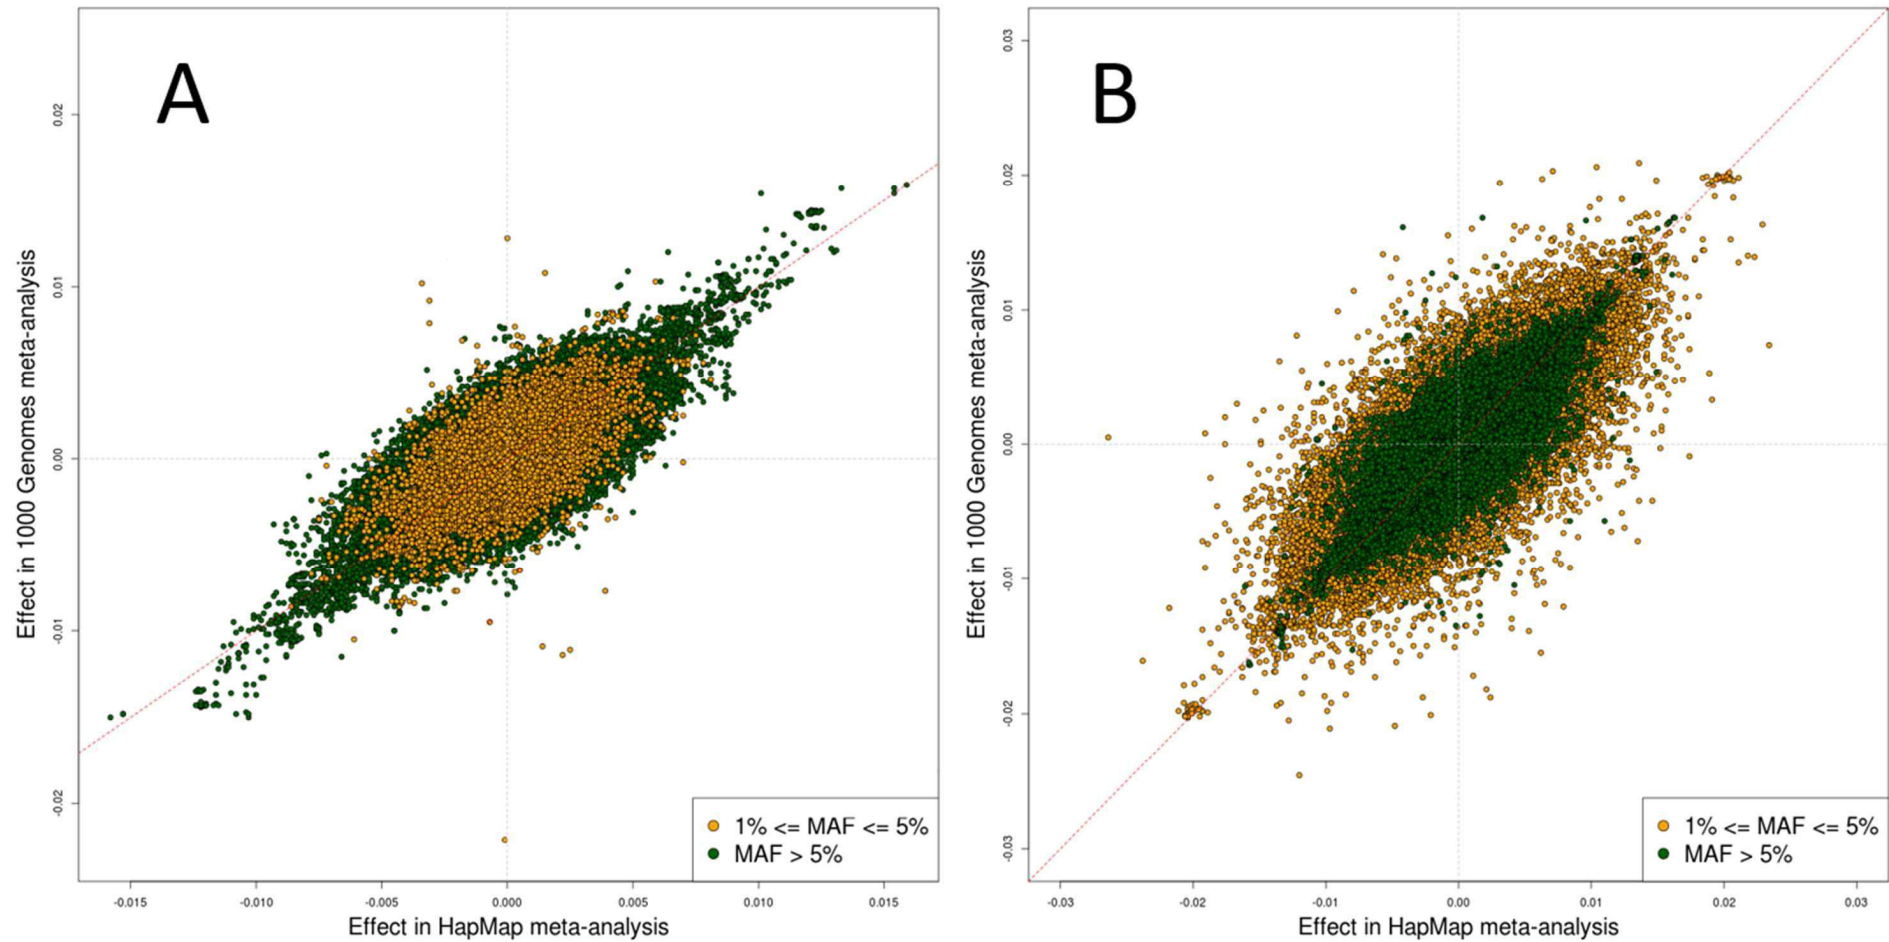 A
Effect in 1000 Genomes meta-analysis
0.02
0.01
0.00
-0.01
-0.02
-0.015
-0.010
-0.005
0.000
0.005
0.010
0.015
Effect in HapMap meta-analysis
1% <= MAF <= 5%
MAF > 5%
B
Effect in 1000 Genomes meta-analysis
0.03
0.02
0.01
0.00
-0.01
-0.02
-0.03
-0.03
-0.02
-0.01
0.00
0.01
0.02
0.03
Effect in HapMap meta-analysis
1% <= MAF <= 5%
MAF > 5%